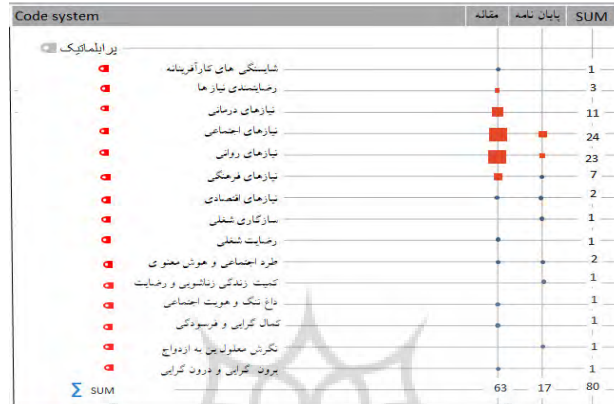 Code system مقاله پایان نامه SUM
پرابلماتیک
شایستگی های کارآفرینانه 1
رضایتمندی نیاز ها 3
نیازهای درمانی 11
نیازهای اجتماعی 24
نیازهای روانی 23
نیازهای فرهنگی 7
نیازهای اقتصادی 2
سازگاری شغلی 1
رضایت شغلی 1
طرد اجتماعی و هوش معنو ی 2
کمیت زندگی زناشویی و رضایت 1
داغ ننگ و هویت اجتماعی 1
کمال گرایی و فرسودگی 1
نگرش معلولین به ازدواج 1
برون گرایی و درون گرایی 1
Σ SUM 63 17 80